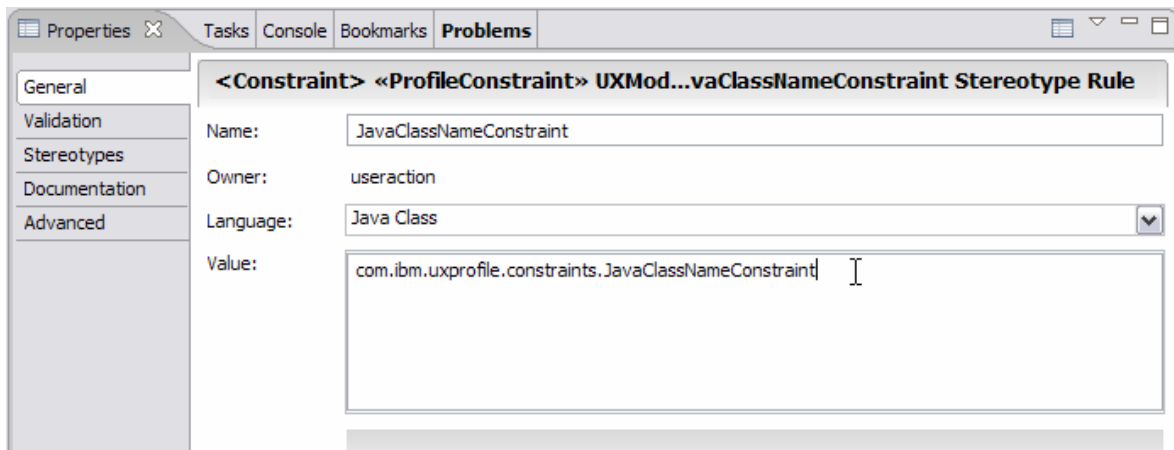 Properties Tasks Console Bookmarks Problems
<Constraint> «ProfileConstraint» UXMod...vaClassNameConstraint Stereotype Rule
General
Validation
Stereotypes
Documentation
Advanced
Name: JavaClassNameConstraint
Owner: useraction
Language: Java Class
Value: com.ibm.uxprofile.constraints.JavaClassNameConstraint